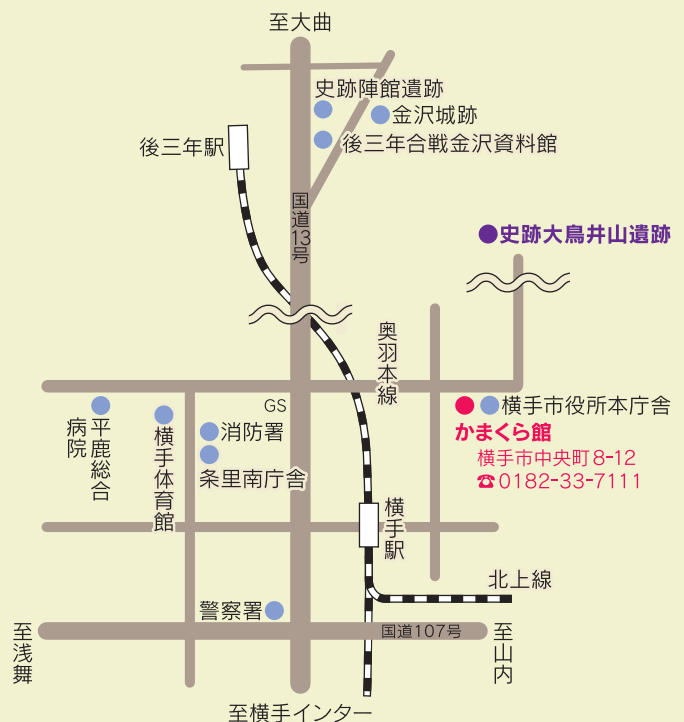 至大曲
史跡陣館遺跡
金沢城跡
後三年駅
後三年合戦金沢資料館
国道13号
史跡大鳥井山遺跡
奥羽本線
GS
横手市役所本庁舎
かまくら館
横手市中央町8-12
☎0182-33-7111
平鹿総合
病院
横手体育館
消防署
条里南庁舎
横手駅
北上線
警察署
国道107号
至浅舞
至山内
至横手インター